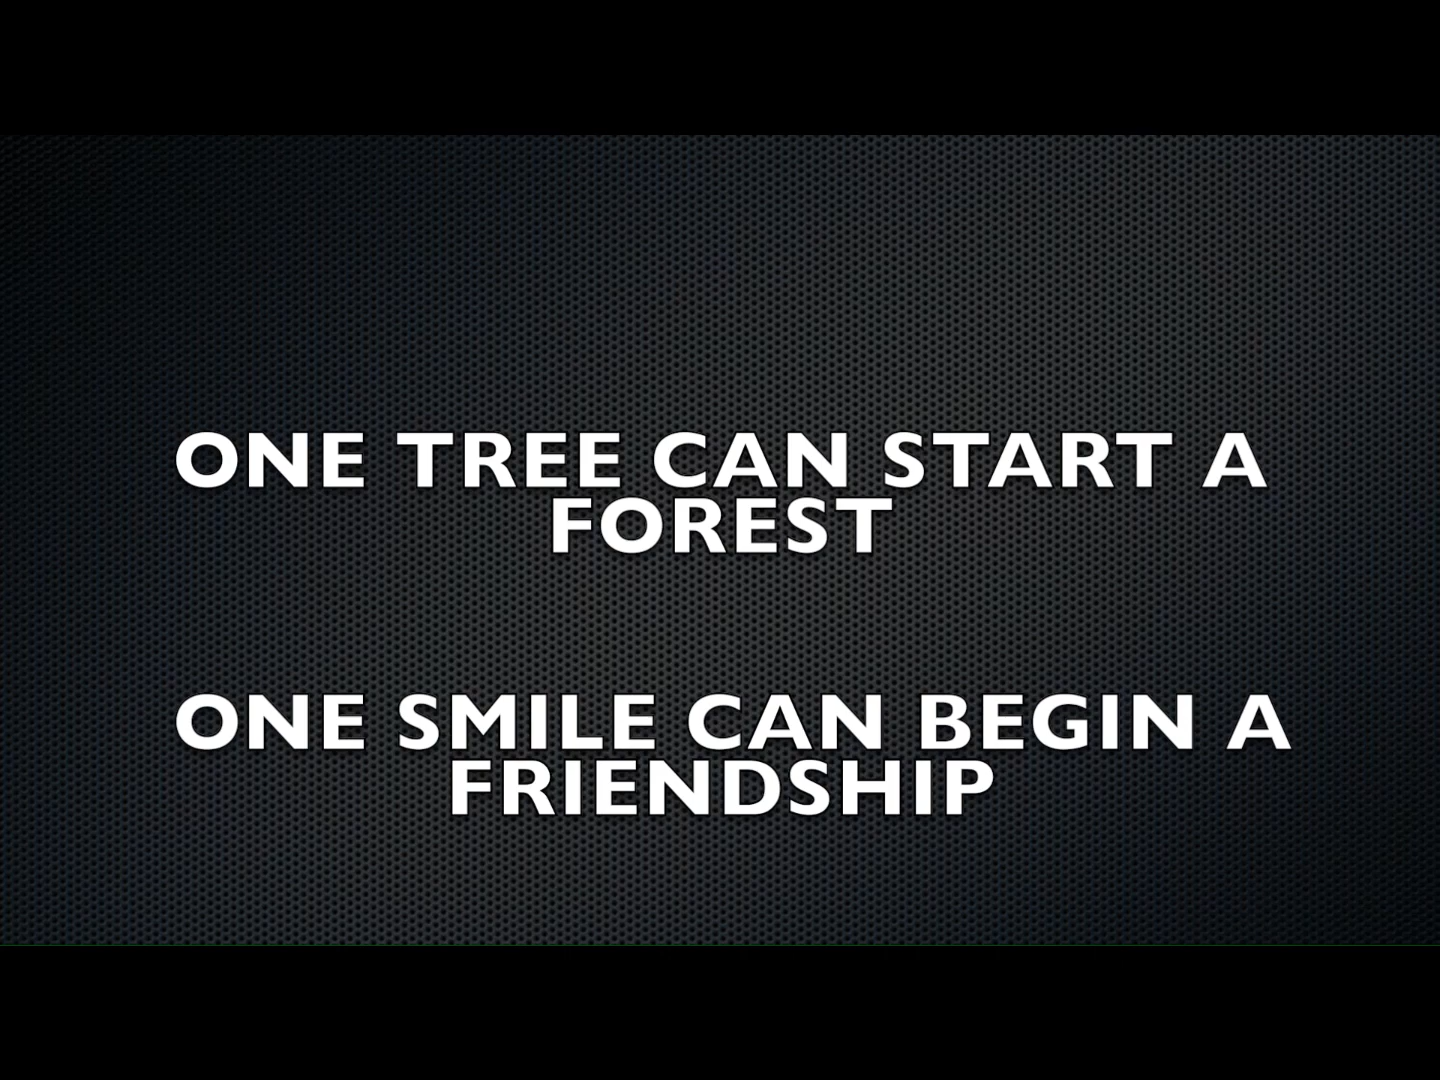 ONE TREE CAN START A
FOREST
ONE SMILE CAN BEGIN A
FRIENDSHIP